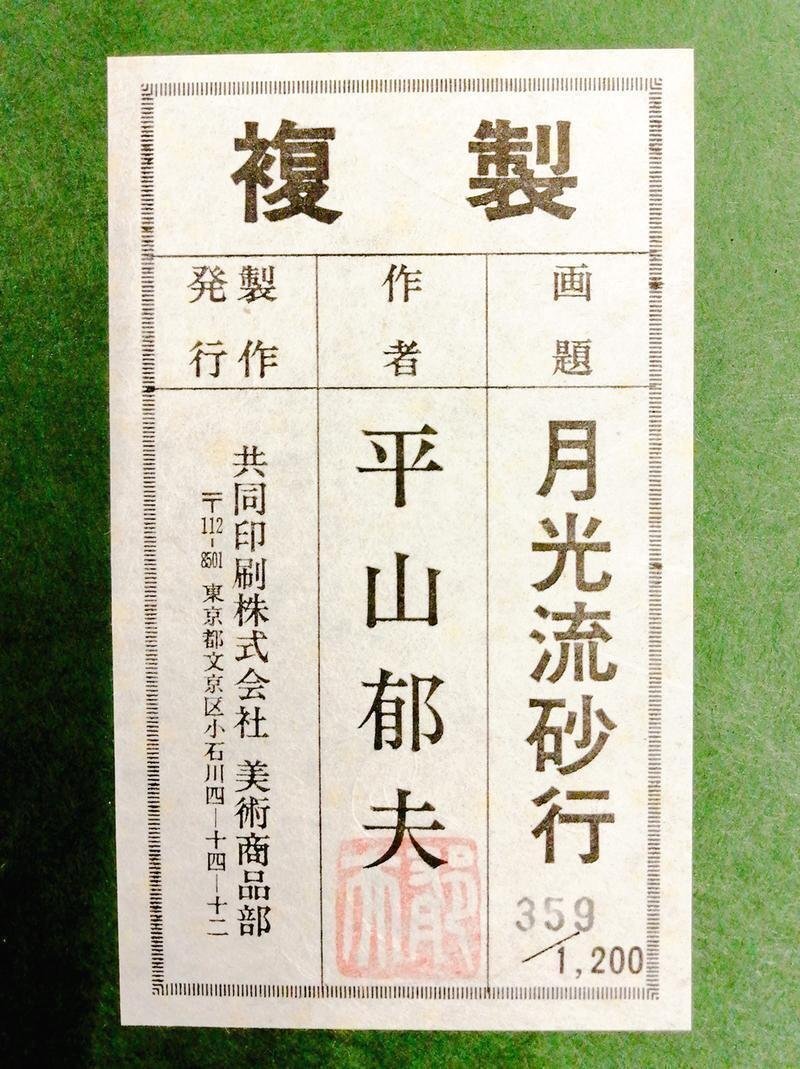 複製
画題
月光流砂行
359/1,200
作者
平山郁夫
製作
発行
共同印刷株式会社 美術商品部
〒112-8501 東京都文京区小石川四-十四-十二